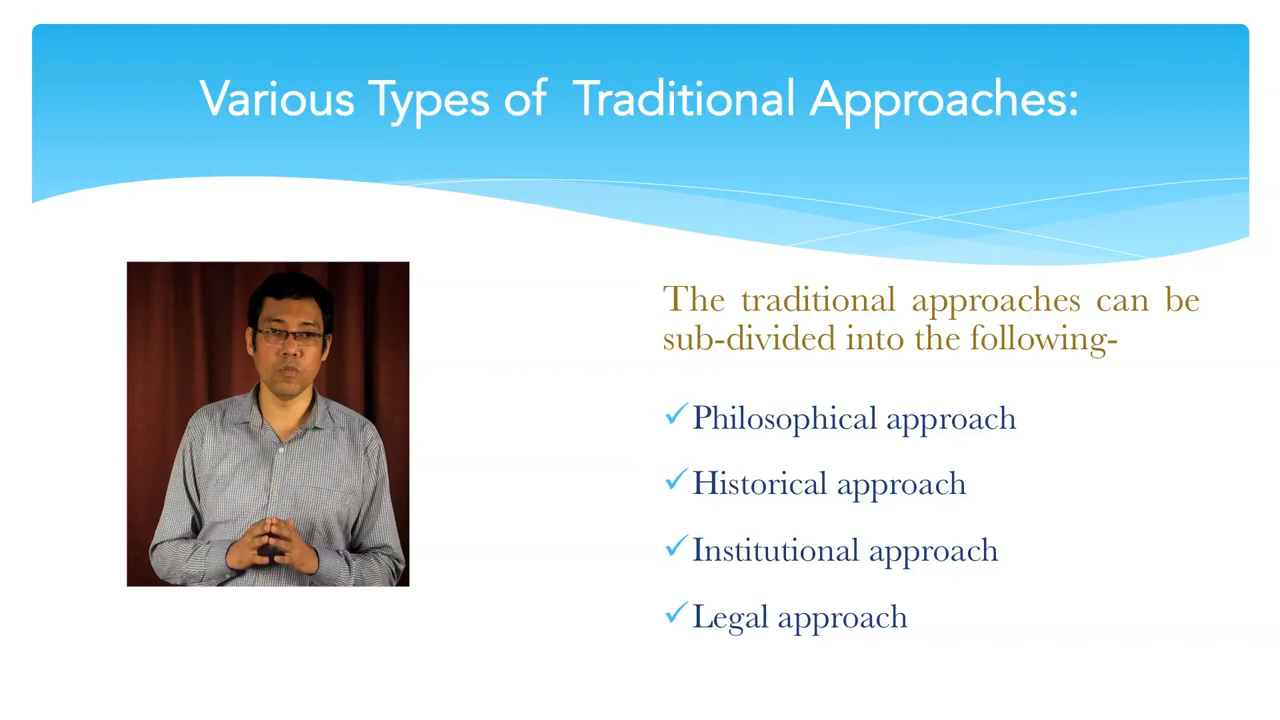 Various Types of Traditional Approaches:
The traditional approaches can be
sub-divided into the following-
✓Philosophical approach
✓Historical approach
✓Institutional approach
✓Legal approach